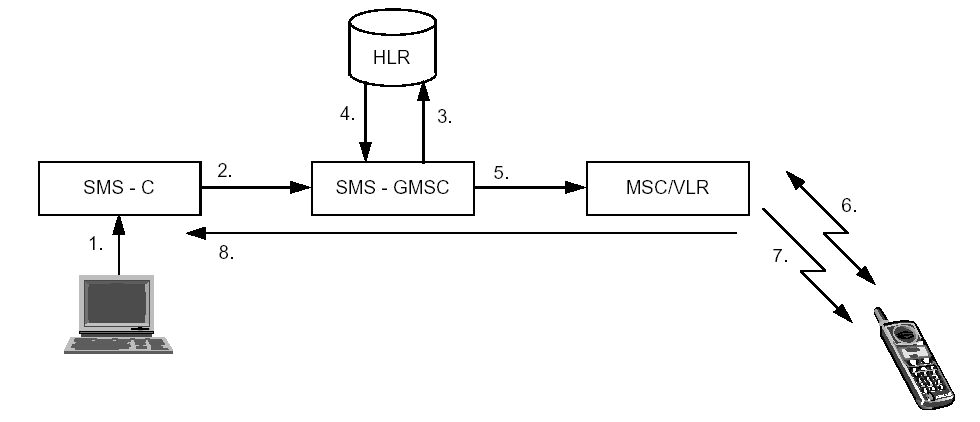 HLR
4.
3.
2.
5.
SMS - C
SMS - GMSC
MSC/VLR
6.
1.
8.
7.